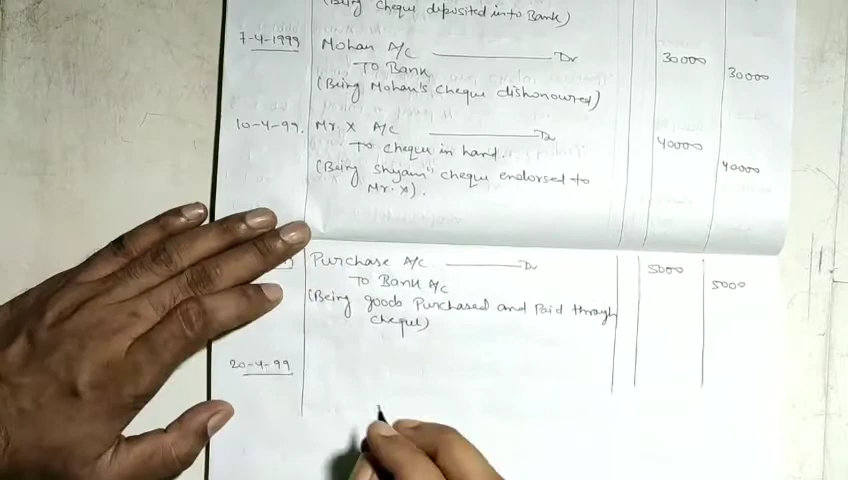 (Being cheque deposited into Bank)
7-4-1999 Mohan A/C Dr 30000
To Bank 30000
(Being Mohan's cheque dishonoured)
10-4-99. Mr. X A/C Dr 40000
To cheque in hand. 40000
(Being Shyam's cheque endorsed to
Mr. X).
Purchase A/C Dr 5000
To Bank A/C 5000
(Being goods Purchased and Paid through
cheque)
20-4-99